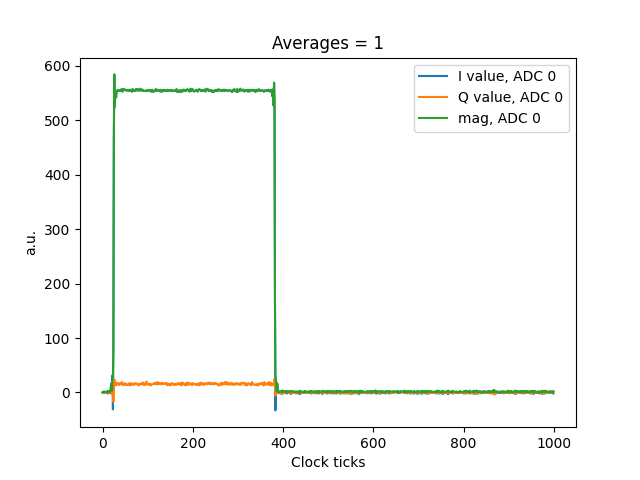 Averages = 1
I value, ADC 0
Q value, ADC 0
mag, ADC 0
600
500
400
300
200
100
0
a.u.
0 200 400 600 800 1000
Clock ticks